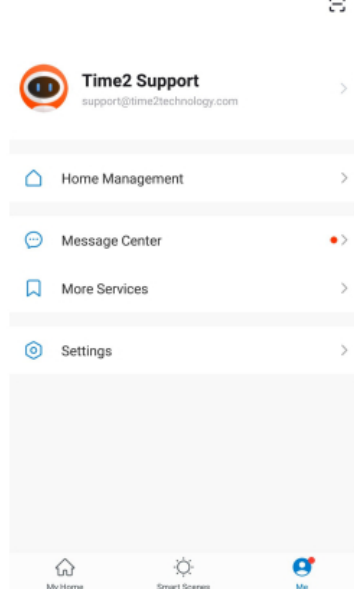 Time2 Support
support@time2technology.com
Home Management
Message Center
More Services
Settings
My Home
Smart Scenes
Me